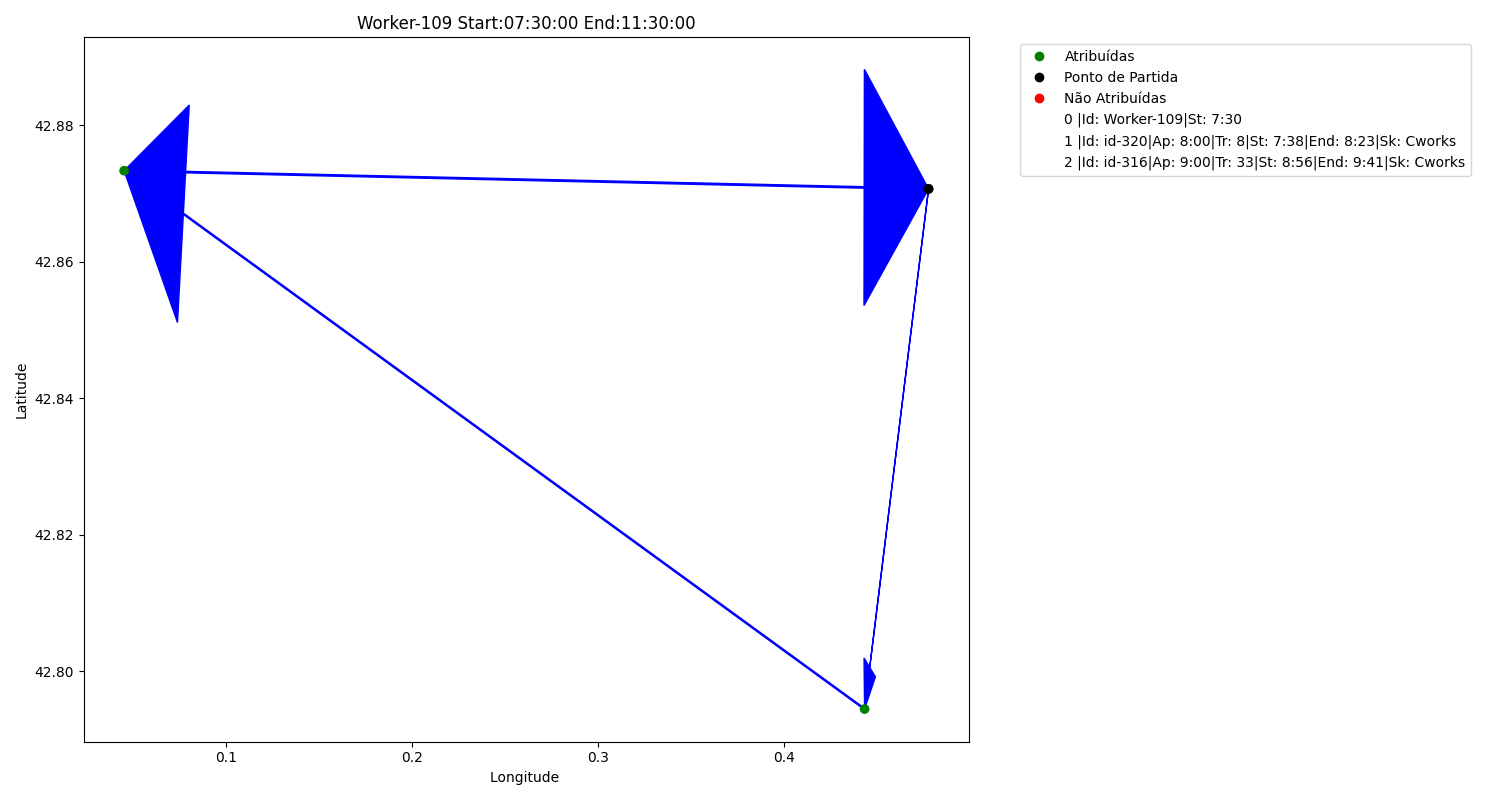 Worker-109 Start:07:30:00 End:11:30:00
Atribuídas
Ponto de Partida
Não Atribuídas
0 |Id: Worker-109|St: 7:30
1 |Id: id-320|Ap: 8:00|Tr: 8|St: 7:38|End: 8:23|Sk: Cworks
2 |Id: id-316|Ap: 9:00|Tr: 33|St: 8:56|End: 9:41|Sk: Cworks
Latitude
42.88
42.86
42.84
42.82
42.80
0.1
0.2
0.3
0.4
Longitude